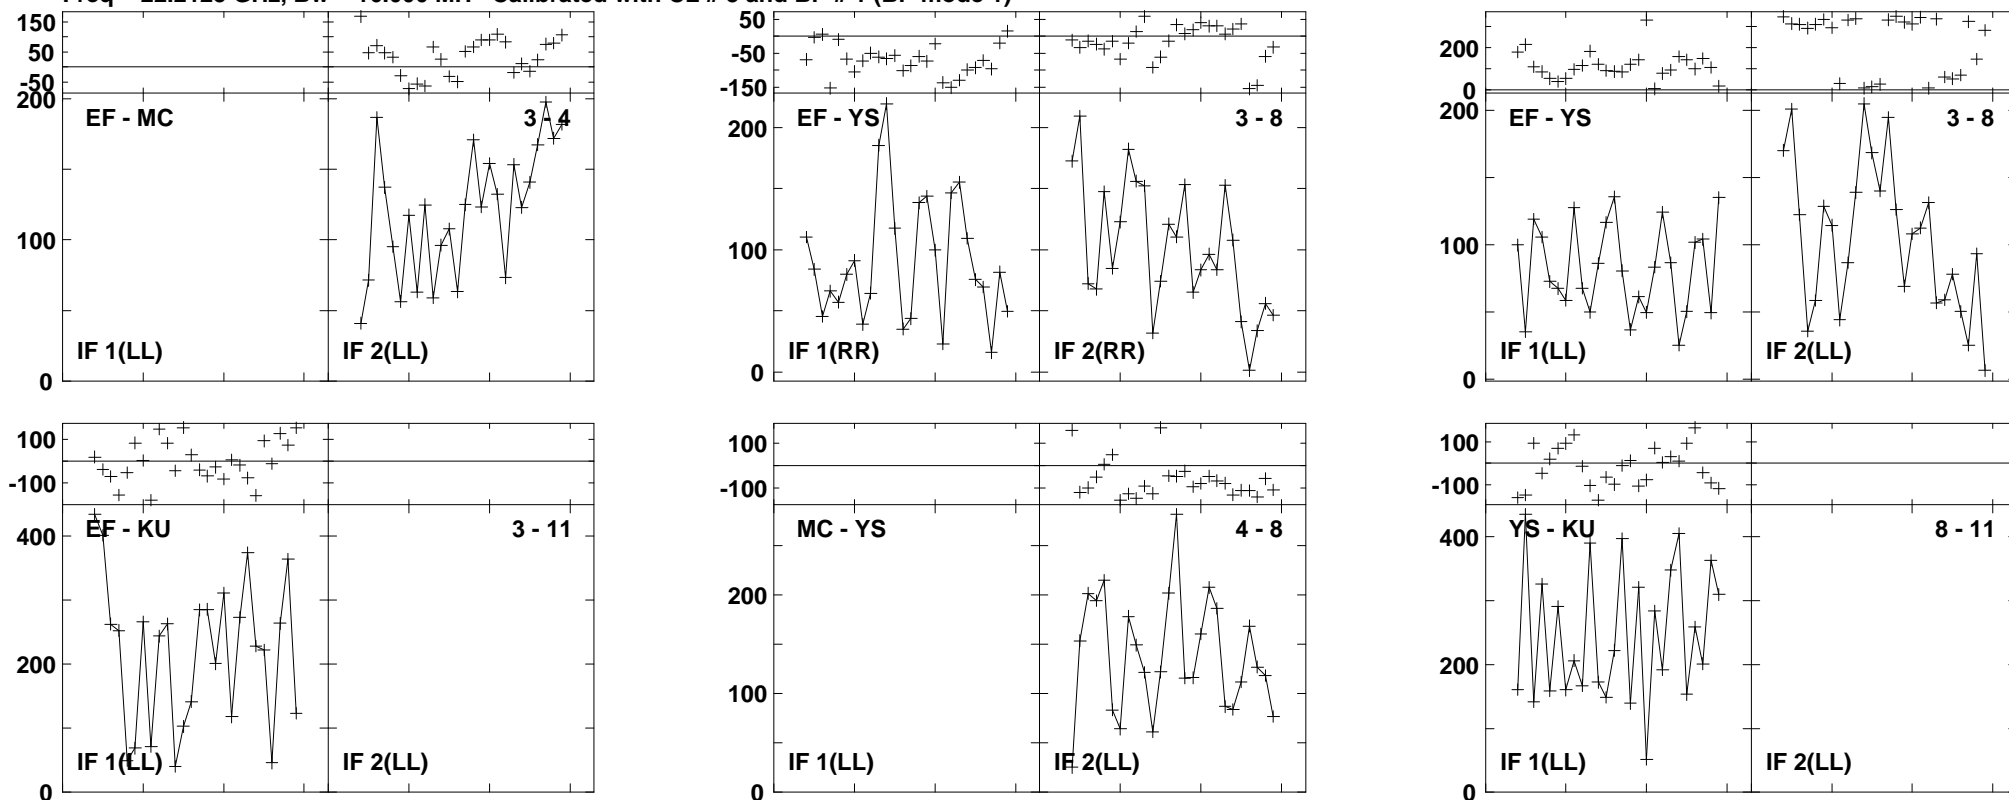 150
50
-50
200
100
0
EF - MC
3 - 4
IF 1(LL)
IF 2(LL)
50
-50
-150
200
100
0
EF - YS
3 - 8
IF 1(RR)
IF 2(RR)
200
0
200
100
0
EF - YS
3 - 8
IF 1(LL)
IF 2(LL)
100
-100
400
200
0
EF - KU
3 - 11
IF 1(LL)
IF 2(LL)
100
-100
200
100
0
MC - YS
4 - 8
IF 1(LL)
IF 2(LL)
100
-100
400
200
0
YS - KU
8 - 11
IF 1(LL)
IF 2(LL)